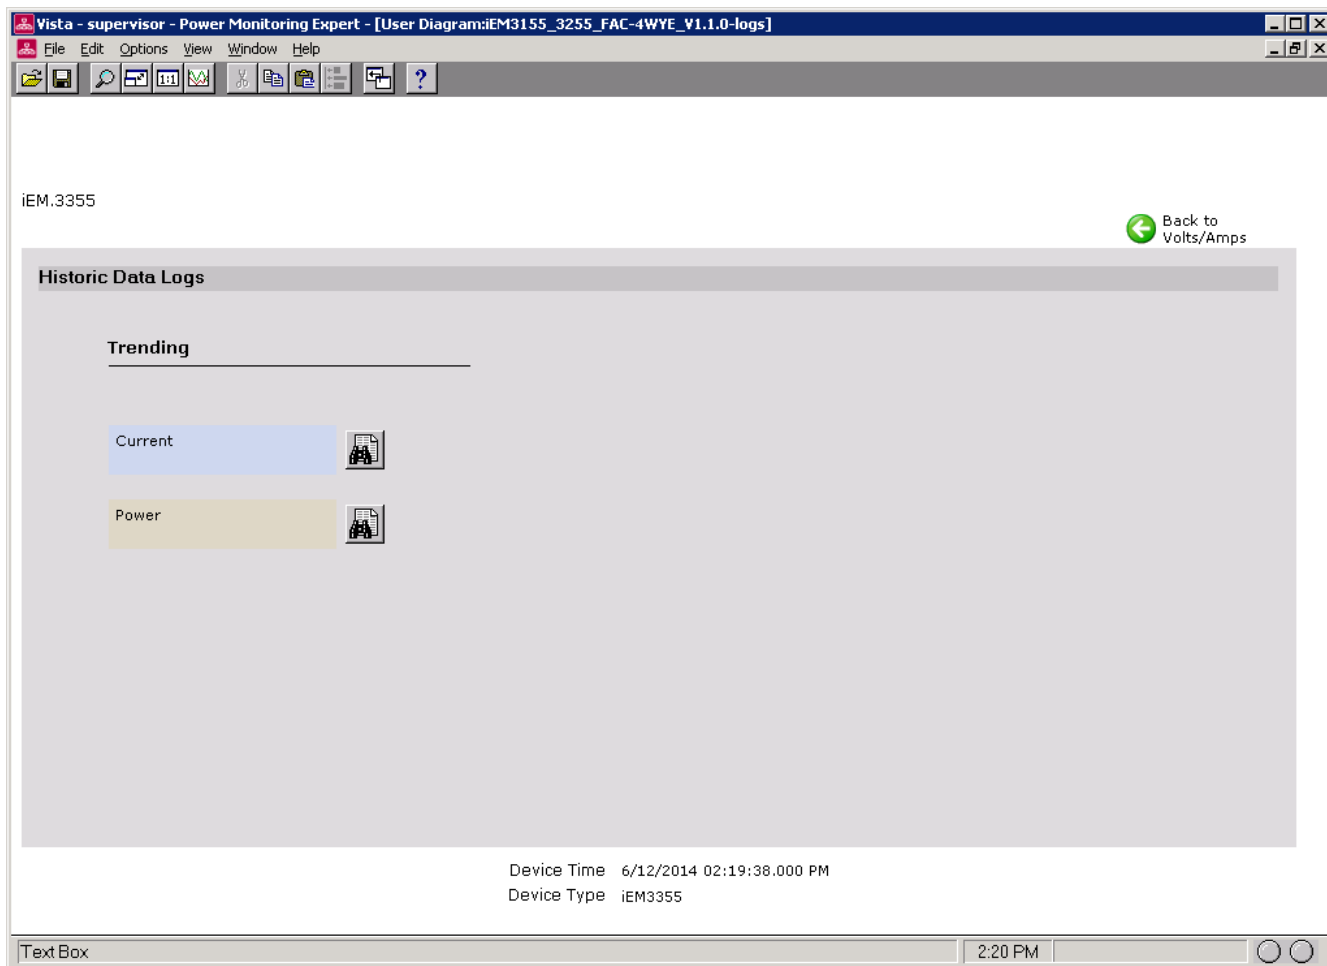 Vista - supervisor - Power Monitoring Expert - [User Diagram:iEM3155_3255_FAC-4WYE_V1.1.0-logs]
File Edit Options View Window Help
1:1 ?
iEM.3355
Back to
Volts/Amps
Historic Data Logs
Trending
Current
Power
Device Time 6/12/2014 02:19:38.000 PM
Device Type iEM3355
Text Box 2:20 PM